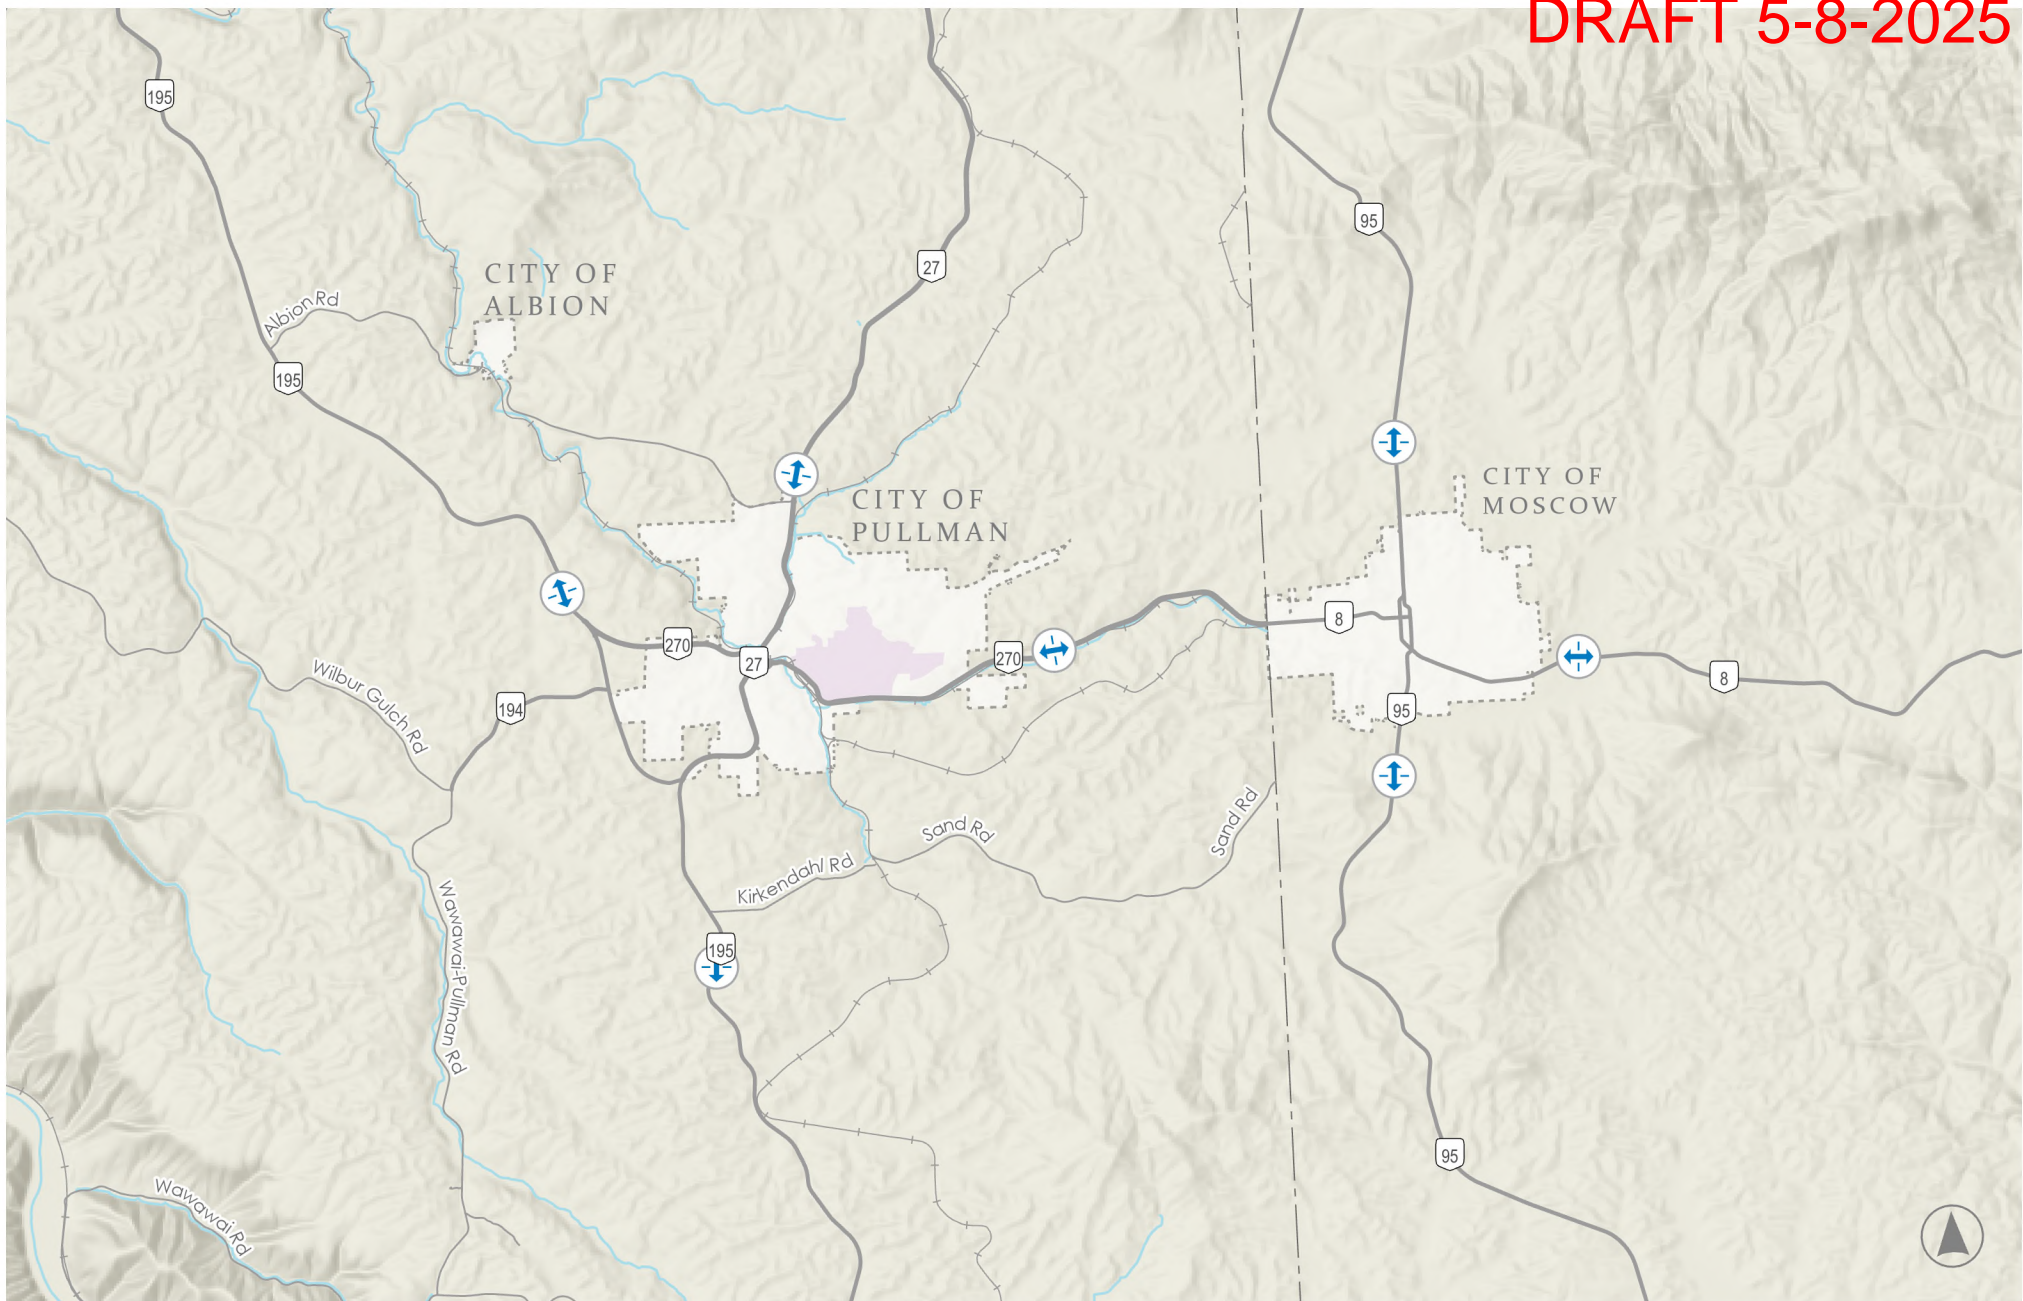 DRAFT 5-8-2025
195
95
27
CITY OF
ALBION
Albion Rd
195
CITY OF
MOSCOW
CITY OF
PULLMAN
8
270
27
270
Wilbur Gulch Rd
8
194
95
Sand Rd
Sand Rd
Kirkendahl Rd
195
Wawawai-Pullman Rd
95
Wawawai Rd